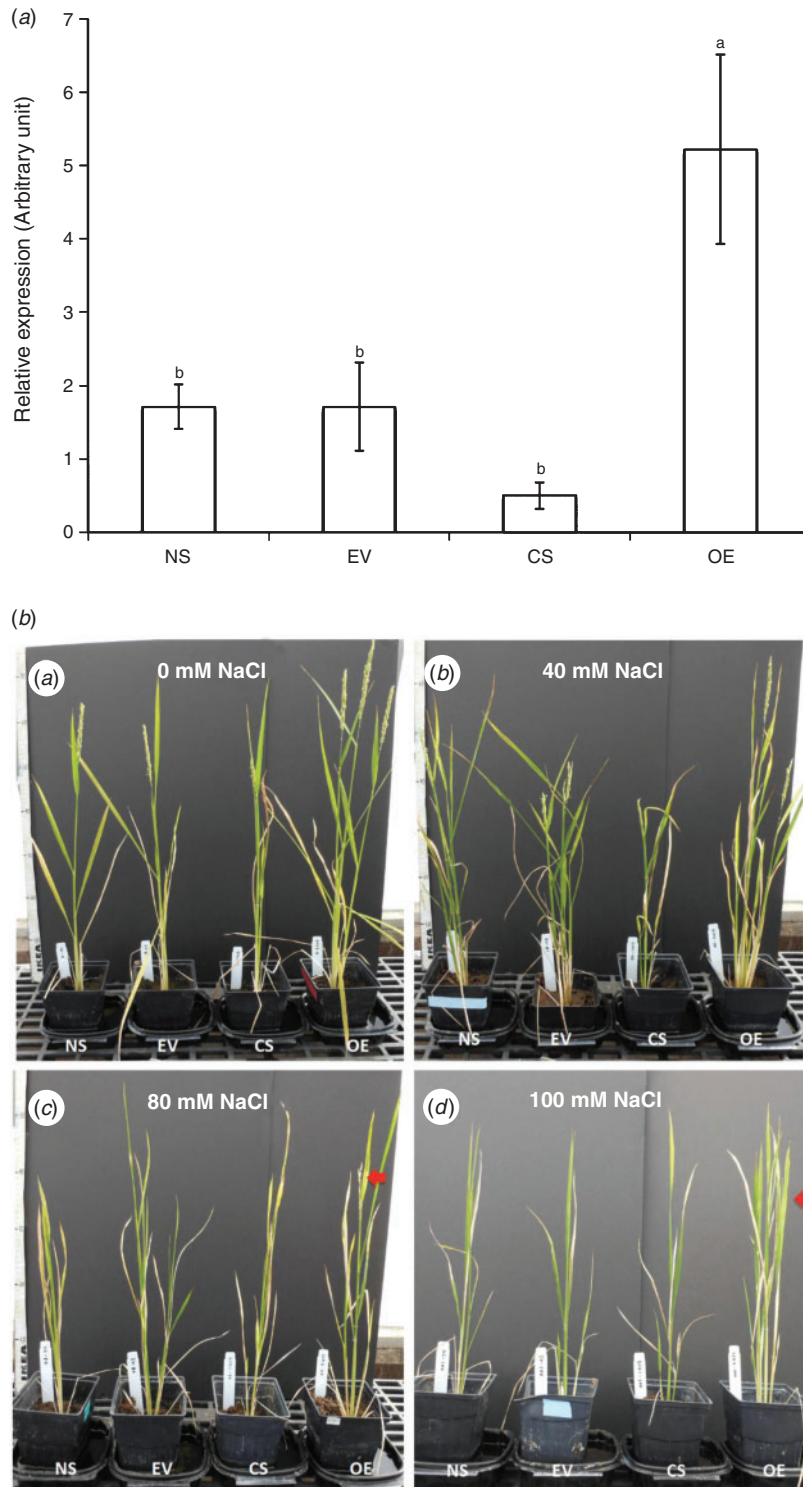 (a)
7
6
5
4
3
2
1
0
Relative expression (Arbitrary unit)
b
b
b
a
NS
EV
CS
OE
(b)
(a)
0 mM NaCl
NS
EV
CS
OE
(b)
40 mM NaCl
NS
EV
CS
OE
(c)
80 mM NaCl
NS
EV
CS
OE
(d)
100 mM NaCl
NS
EV
CS
OE